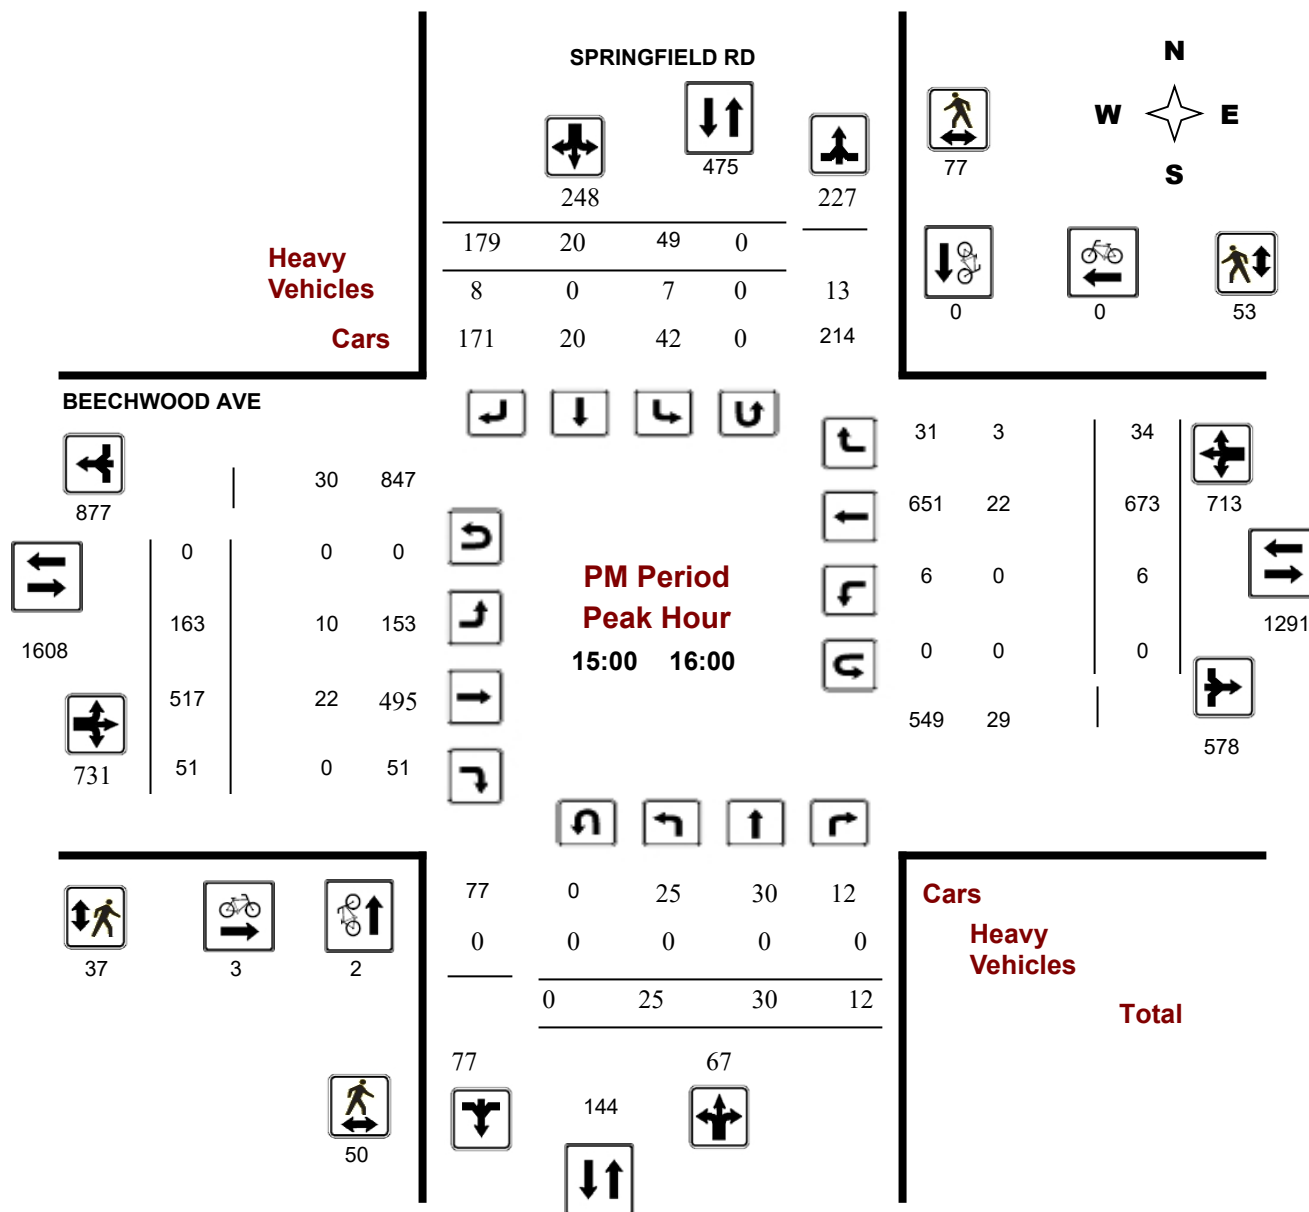 SPRINGFIELD RD
N
W E
S
475
77
248 227
179 20 49 0
Heavy
Vehicles
8 0 7 0 13
0 0 53
Cars 171 20 42 0 214
BEECHWOOD AVE
31 3 34
30 847
877
651 22 673 713
0 0 0
PM Period
Peak Hour
6 0 6
163 10 153
1291
1608
15:00 16:00
0 0 0
517 22 495
549 29
578
731 51 0 51
77 0 25 30 12 Cars
0 0 0 0 0 Heavy
Vehicles
37 3 2
0 25 30 12
Total
77 67
144
50